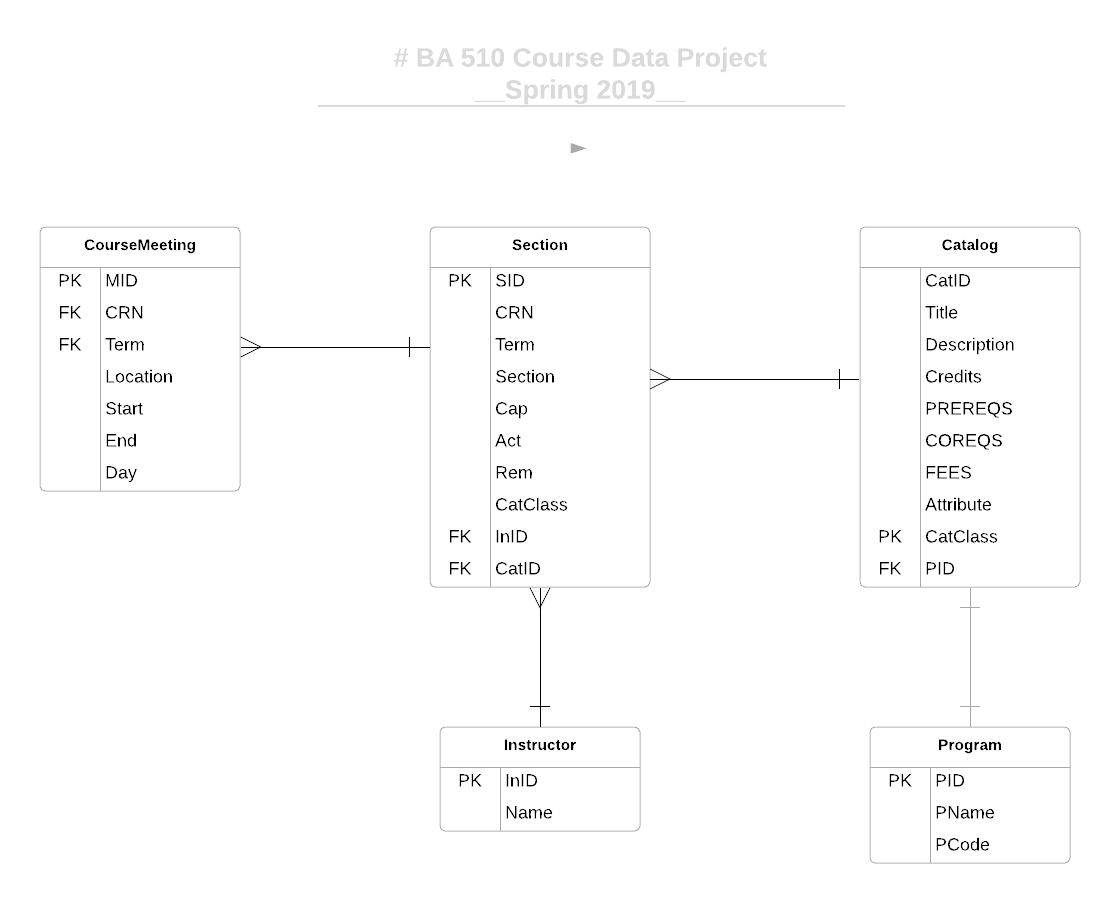 # BA 510 Course Data Project
__Spring 2019__
CourseMeeting
PK MID
FK CRN
FK Term
Location
Start
End
Day
Section
PK SID
CRN
Term
Section
Cap
Act
Rem
CatClass
FK InID
FK CatID
Catalog
CatID
Title
Description
Credits
PREREQS
COREQS
FEES
Attribute
PK CatClass
FK PID
Instructor
PK InID
Name
Program
PK PID
PName
PCode